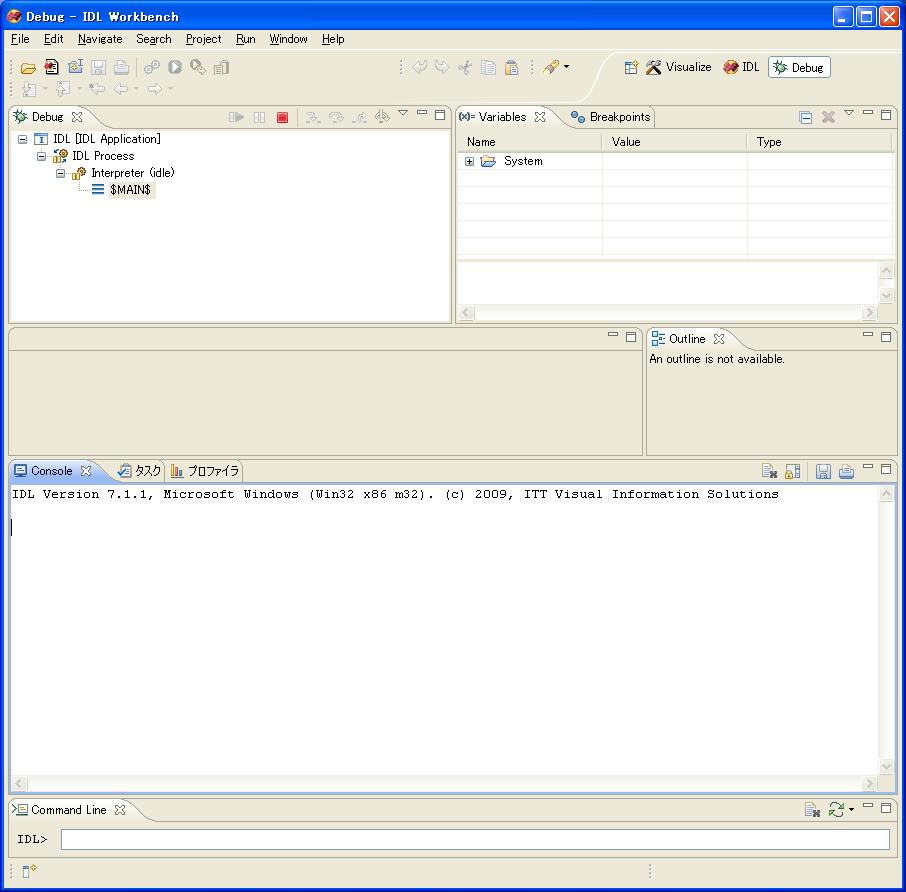 Debug - IDL Workbench
File Edit Navigate Search Project Run Window Help
Visualize IDL Debug
Debug
IDL [IDL Application]
IDL Process
Interpreter (idle)
$MAIN$
(x)= Variables Breakpoints
Name Value Type
System
Outline
An outline is not available.
Console タスク プロファイラ
IDL Version 7.1.1, Microsoft Windows (Win32 x86 m32). (c) 2009, ITT Visual Information Solutions
Command Line
IDL>